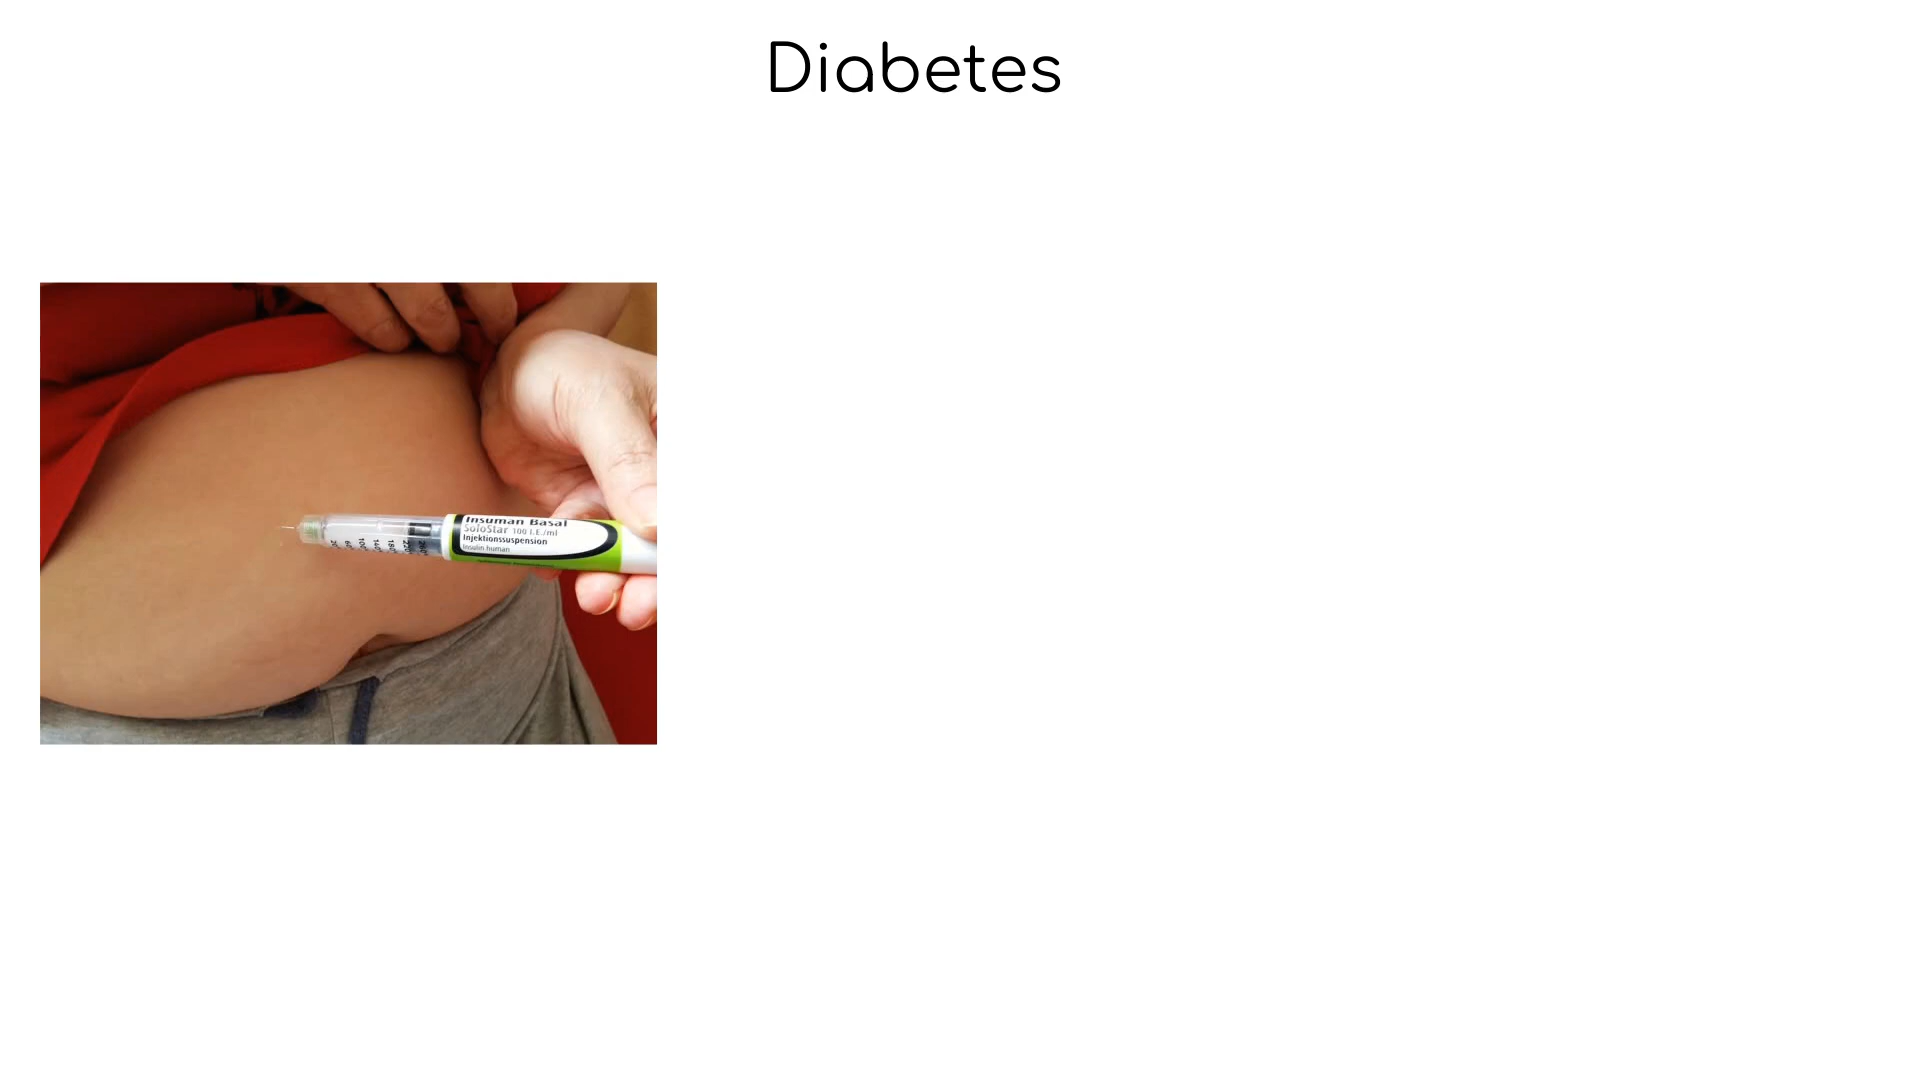 Diabetes
Insuman Basal
SoloStar 100 I.E./ml
Injektionssuspension
Insulin human